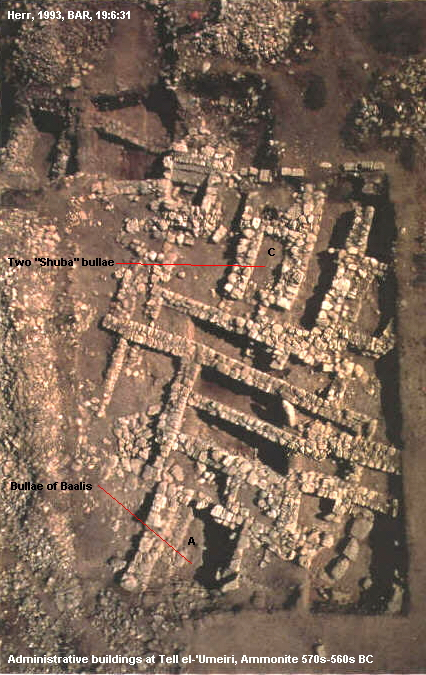 Herr, 1993, BAR, 19:6:31
C
Two "Shuba" bullae
Bullae of Baalis
A
Administrative buildings at Tell el-'Umeiri, Ammonite 570s-560s BC